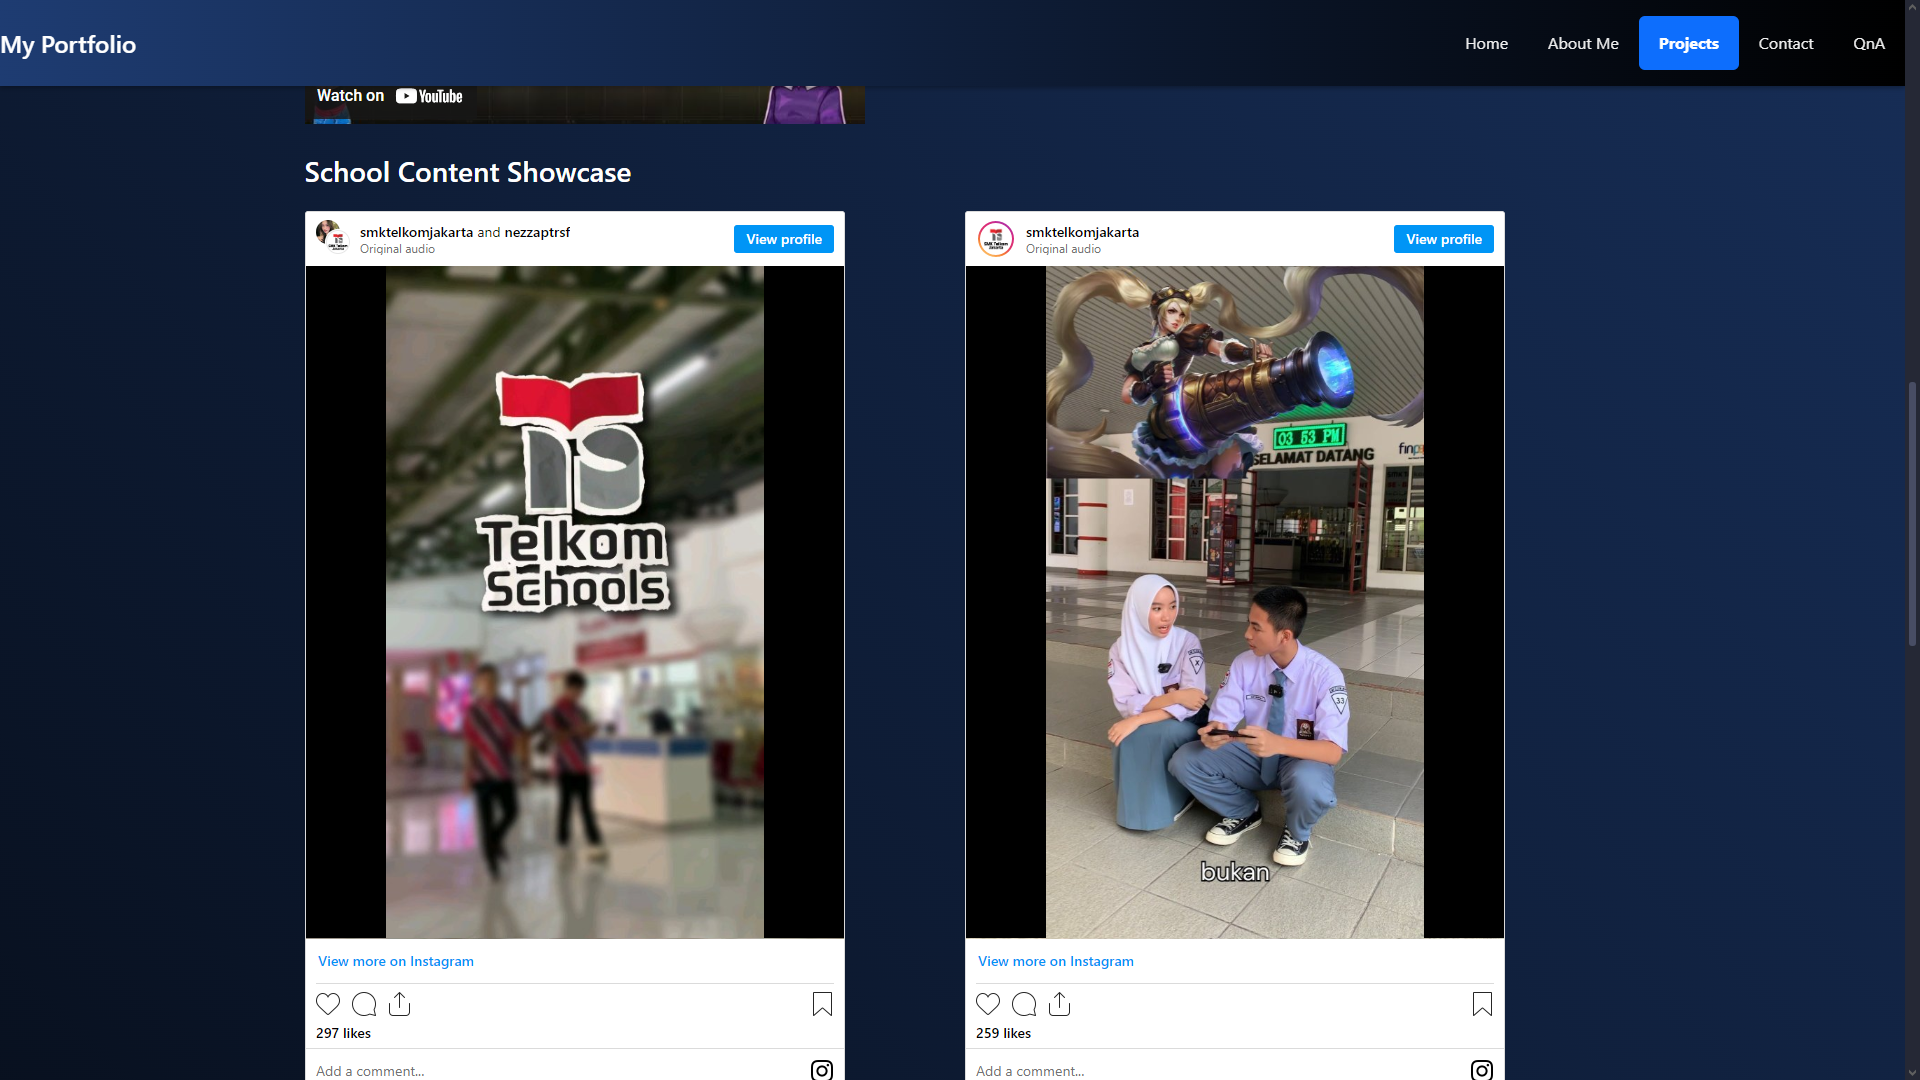 My Portfolio
Home
About Me
Projects
Contact
QnA
Watch on YouTube
School Content Showcase
smktelkomjakarta and nezzaptrsf
Original audio
View profile
Telkom
Schools
View more on Instagram
297 likes
Add a comment...
smktelkomjakarta
Original audio
View profile
03 53 PM
SELAMAT DATANG
X
33
bukan
View more on Instagram
259 likes
Add a comment...